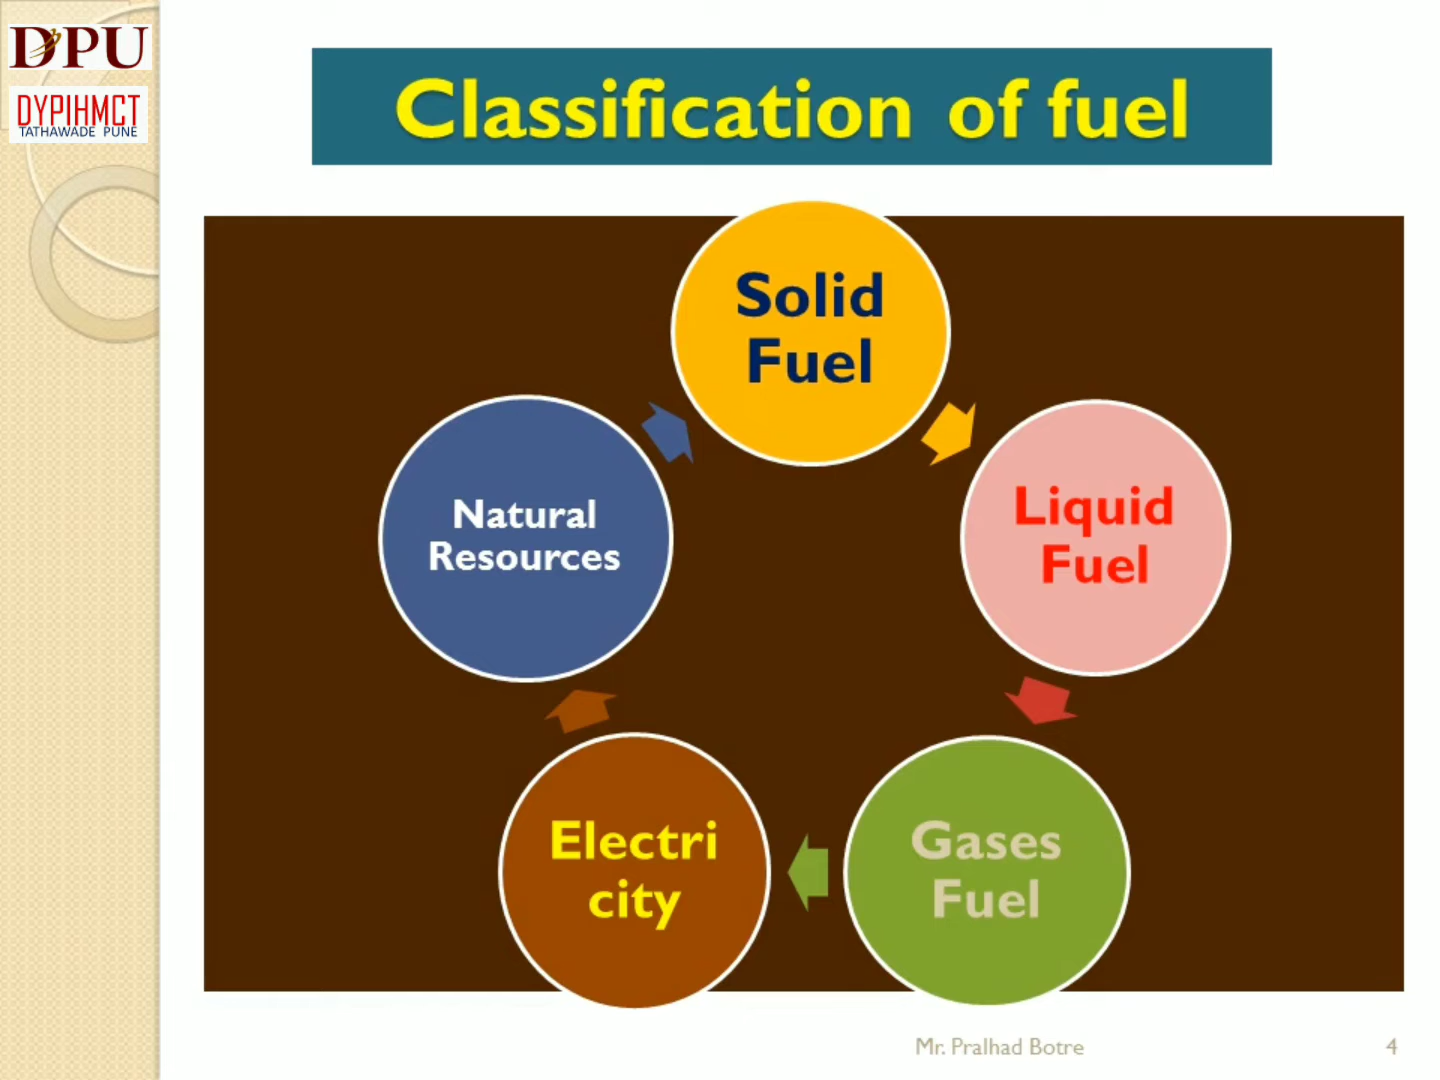 DPU
DYPIHMCT
TATHAWADE PUNE
Classification of fuel
Solid
Fuel
Liquid
Fuel
Gases
Fuel
Electri
city
Natural
Resources
Mr. Pralhad Botre
4